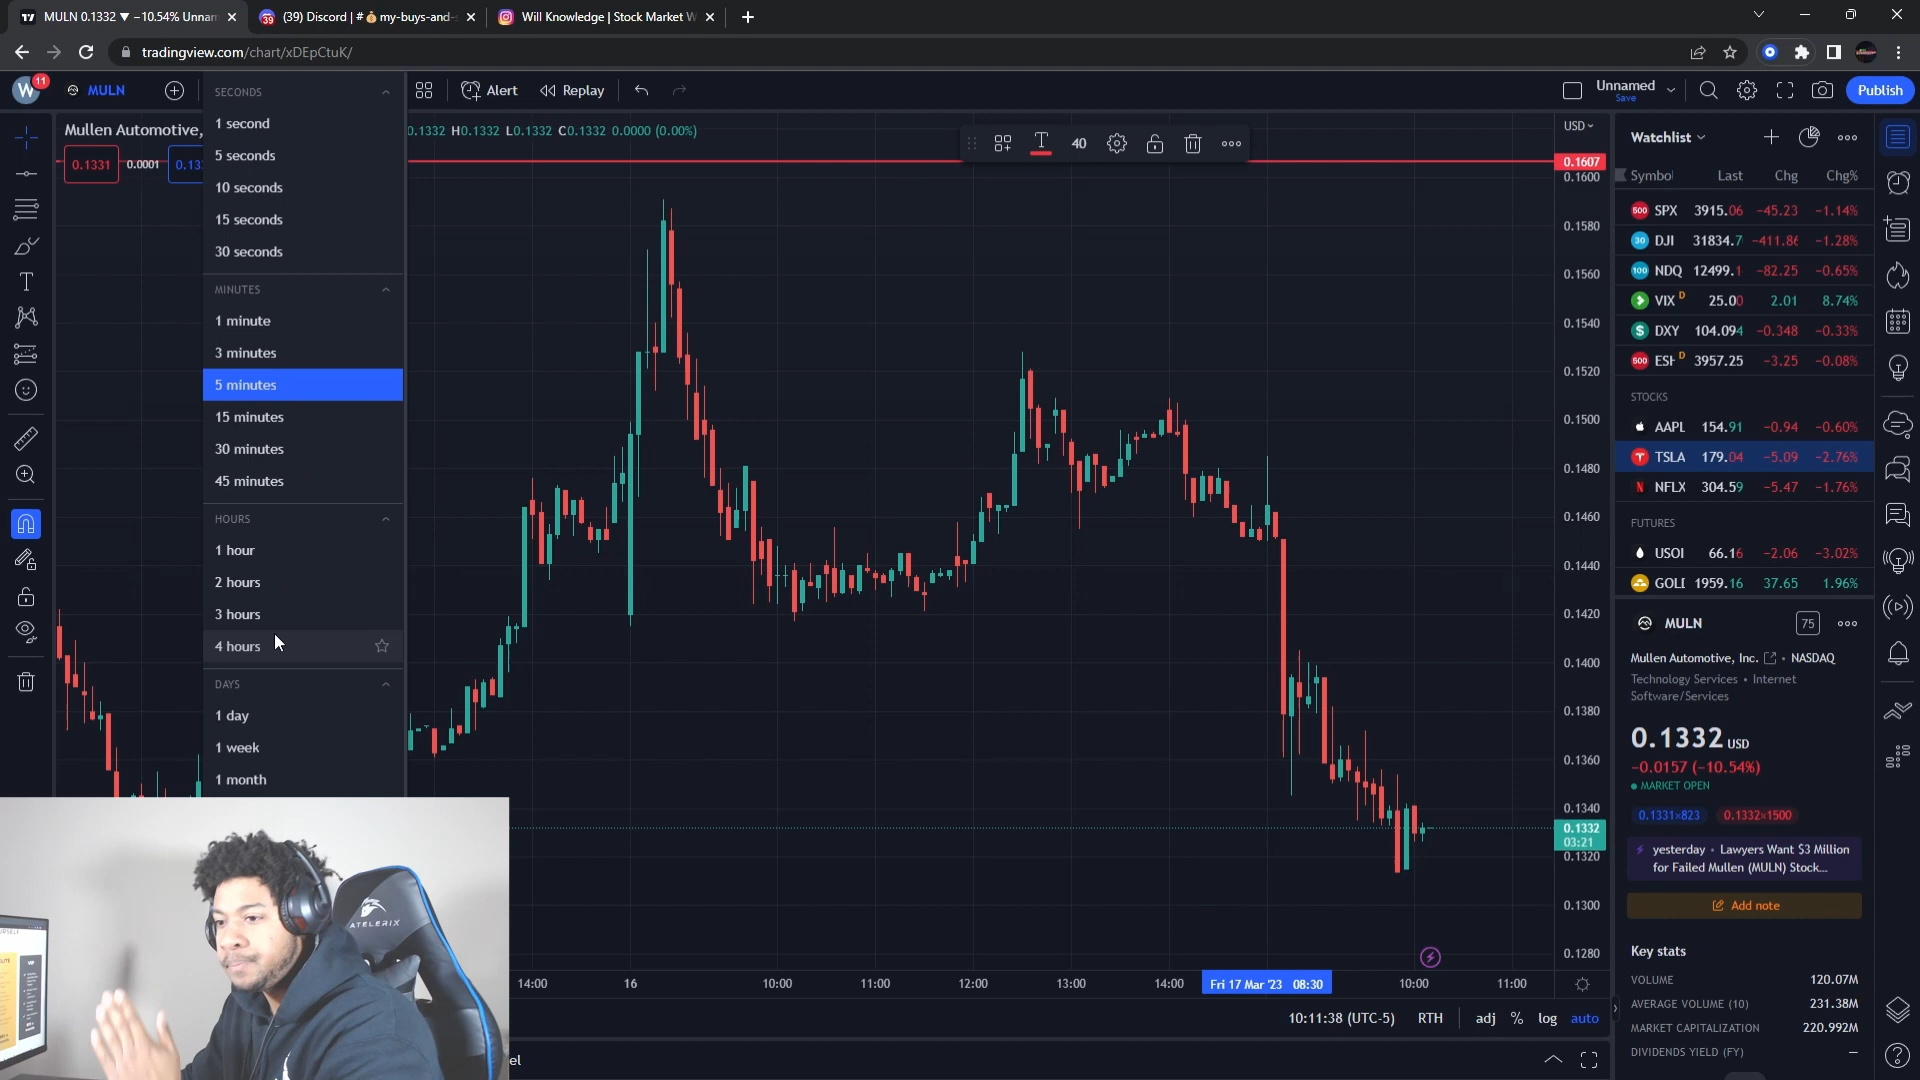 MULN 0.1332 ▼ −10.54% Unnam
(39) Discord | #💰my-buys-and-s
Will Knowledge | Stock Market W
tradingview.com/chart/xDEpCtuK/
W
11
MULN
Alert
Replay
Unnamed
Save
Publish
Mullen Automotive,
0.1332 H0.1332 L0.1332 C0.1332 0.0000 (0.00%)
0.1331
0.0001
0.13
SECONDS
1 second
5 seconds
10 seconds
15 seconds
30 seconds
MINUTES
1 minute
3 minutes
5 minutes
15 minutes
30 minutes
45 minutes
HOURS
1 hour
2 hours
3 hours
4 hours
DAYS
1 day
1 week
1 month
40
USD
0.1607
0.1600
0.1580
0.1560
0.1540
0.1520
0.1500
0.1480
0.1460
0.1440
0.1420
0.1400
0.1380
0.1360
0.1340
0.1332
03:21
0.1320
0.1300
0.1280
14:00
16
10:00
11:00
12:00
13:00
14:00
Fri 17 Mar '23 08:30
10:00
11:00
10:11:38 (UTC-5)
RTH
adj
%
log
auto
el
Watchlist
Symbol Last Chg Chg%
SPX 3915.06 −45.23 −1.14%
DJI 31834.7 −411.86 −1.28%
NDQ 12499.1 −82.25 −0.65%
VIX D 25.00 2.01 8.74%
DXY 104.094 −0.348 −0.33%
ES D 3957.25 −3.25 −0.08%
STOCKS
AAPL 154.91 −0.94 −0.60%
TSLA 179.04 −5.09 −2.76%
NFLX 304.59 −5.47 −1.76%
FUTURES
USOI 66.16 −2.06 −3.02%
GOLD 1959.16 37.65 1.96%
MULN
75
Mullen Automotive, Inc. • NASDAQ
Technology Services • Internet
Software/Services
0.1332 USD
−0.0157 (−10.54%)
MARKET OPEN
0.1331×823
0.1332×1500
yesterday • Lawyers Want $3 Million
for Failed Mullen (MULN) Stock...
Add note
Key stats
VOLUME 120.07M
AVERAGE VOLUME (10) 231.38M
MARKET CAPITALIZATION 220.992M
DIVIDENDS YIELD (FY) —
ATELERIX